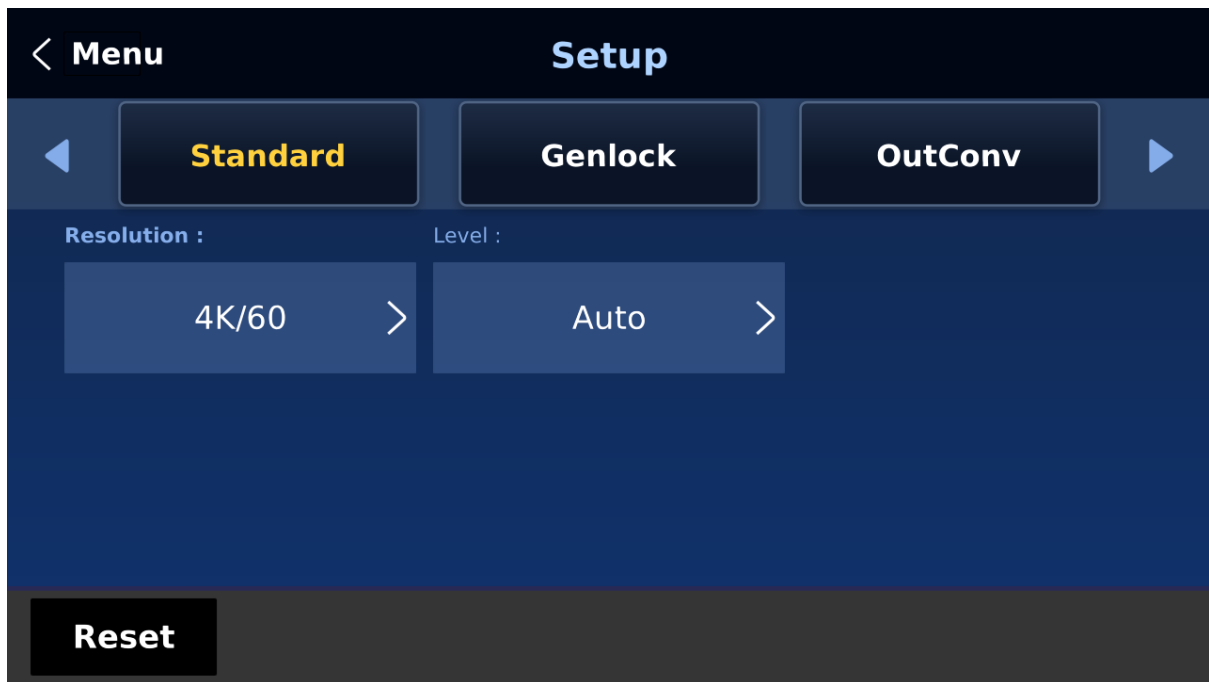 Menu
Setup
Standard
Genlock
OutConv
Resolution :
Level :
4K/60
Auto
Reset